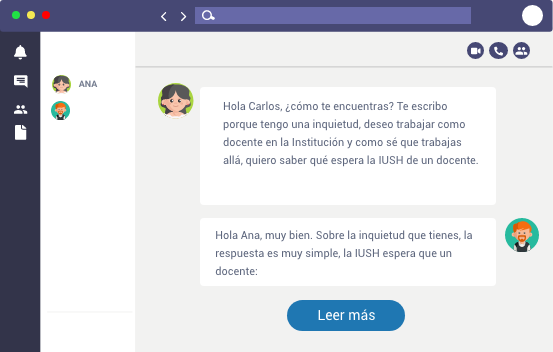 ANA
Hola Carlos, ¿cómo te encuentras? Te escribo
porque tengo una inquietud, deseo trabajar como
docente en la Institución y como sé que trabajas
allá, quiero saber qué espera la IUSH de un docente.
Hola Ana, muy bien. Sobre la inquietud que tienes, la
respuesta es muy simple, la IUSH espera que un
docente:
Leer más